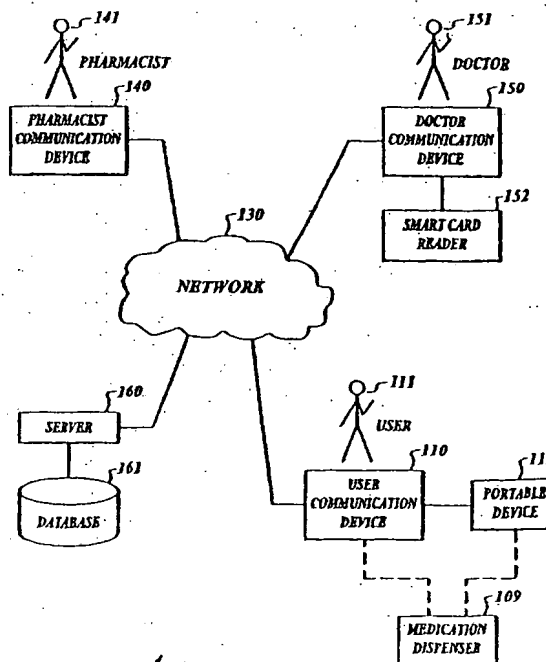 141
PHARMACIST
140
PHARMACIST
COMMUNICATION
DEVICE
151
DOCTOR
150
DOCTOR
COMMUNICATION
DEVICE
152
SMART CARD
READER
130
NETWORK
160
SERVER
161
DATABASE
111
USER
110
USER
COMMUNICATION
DEVICE
PORTABLE
DEVICE
109
MEDICATION
DISPENSER